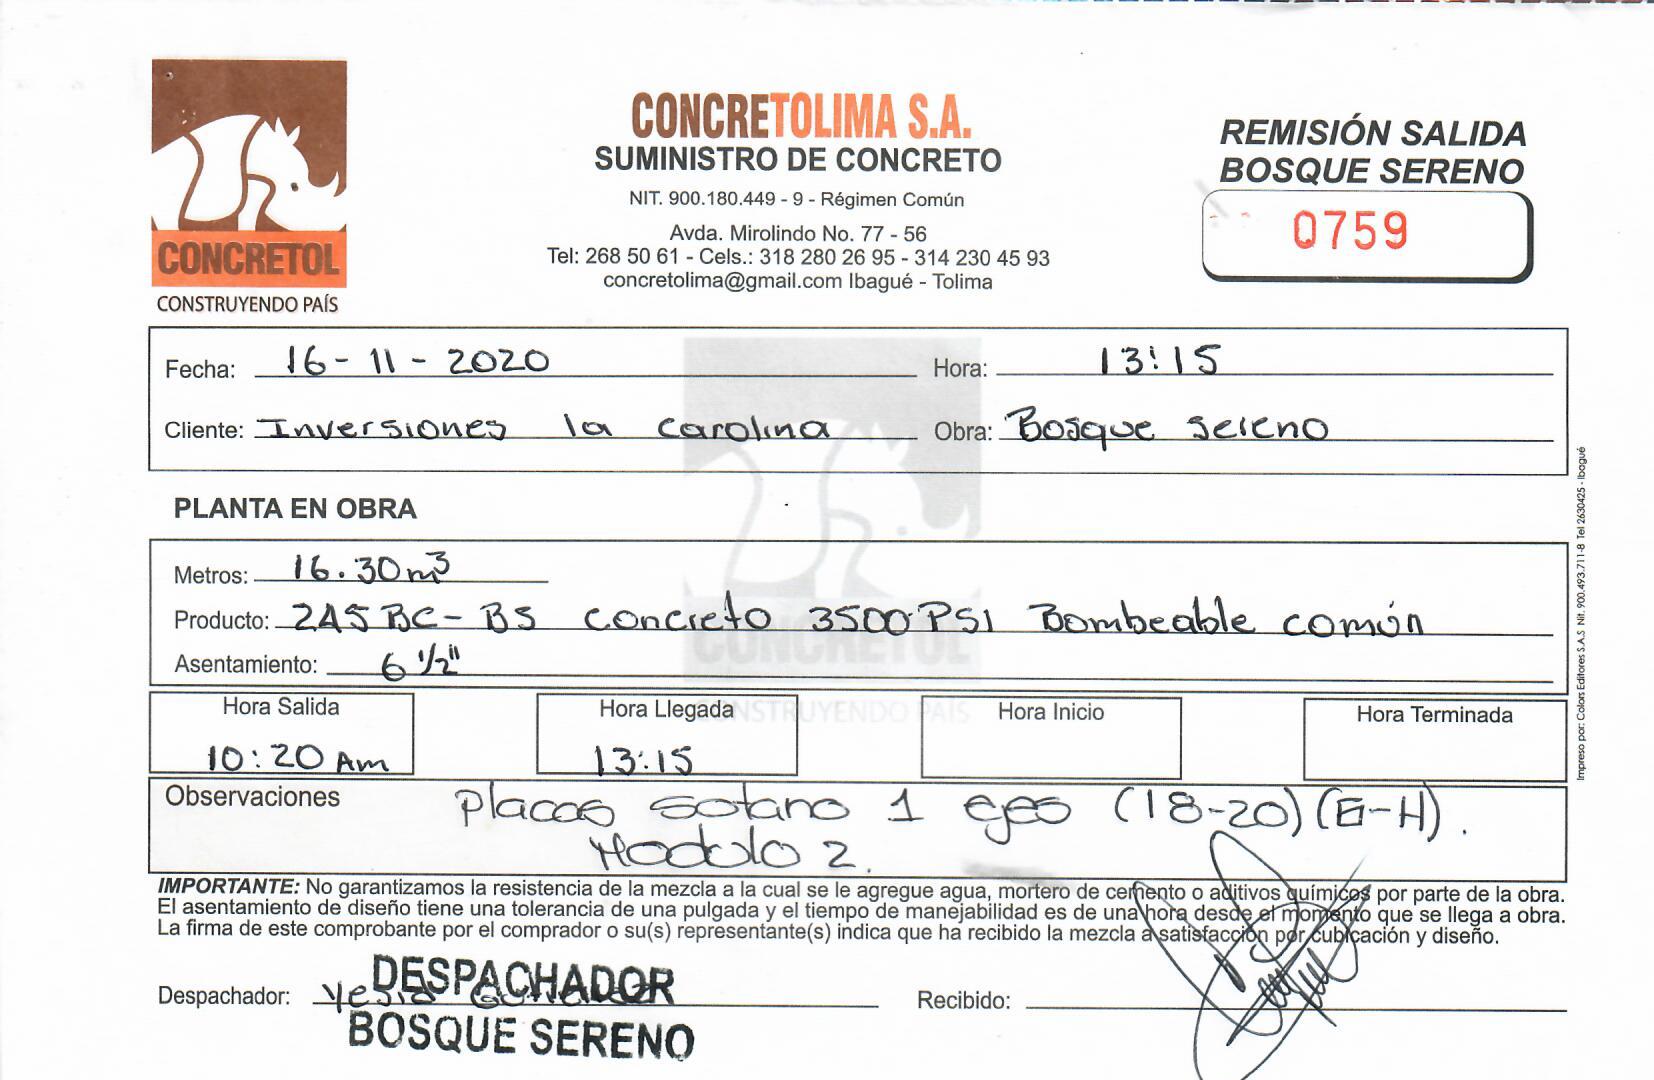 CONCRETOL
CONSTRUYENDO PAÍS
CONCRETOLIMA S.A.
SUMINISTRO DE CONCRETO
NIT. 900.180.449 - 9 - Régimen Común
Avda. Mirolindo No. 77 - 56
Tel: 268 50 61 - Cels.: 318 280 26 95 - 314 230 45 93
concretolima@gmail.com Ibagué - Tolima
REMISIÓN SALIDA
BOSQUE SERENO
0759
Fecha: 16-11-2020 Hora: 13:15
Cliente: Inversiones la carolina Obra: Bosque sereno
PLANTA EN OBRA
Metros: 16.30 m³
Producto: 2A5BC-BS concreto 3500 PSI Bombeable común
Asentamiento: 6 1/2"
CONCRETOL
CONSTRUYENDO PAÍS
Hora Salida Hora Llegada Hora Inicio Hora Terminada
10:20 Am 13:15
Observaciones Placas sotano 1 ejes (18-20) (E-H).
Modulo 2.
IMPORTANTE: No garantizamos la resistencia de la mezcla a la cual se le agregue agua, mortero de cemento o aditivos químicos por parte de la obra.
El asentamiento de diseño tiene una tolerancia de una pulgada y el tiempo de manejabilidad es de una hora desde el momento que se llega a obra.
La firma de este comprobante por el comprador o su(s) representante(s) indica que ha recibido la mezcla a satisfacción por cubicación y diseño.
Despachador: Recibido:
DESPACHADOR
BOSQUE SERENO
Impreso por: Colors Editores S.A.S Nit. 900.493.711-8 Tel 2630425 - Ibagué